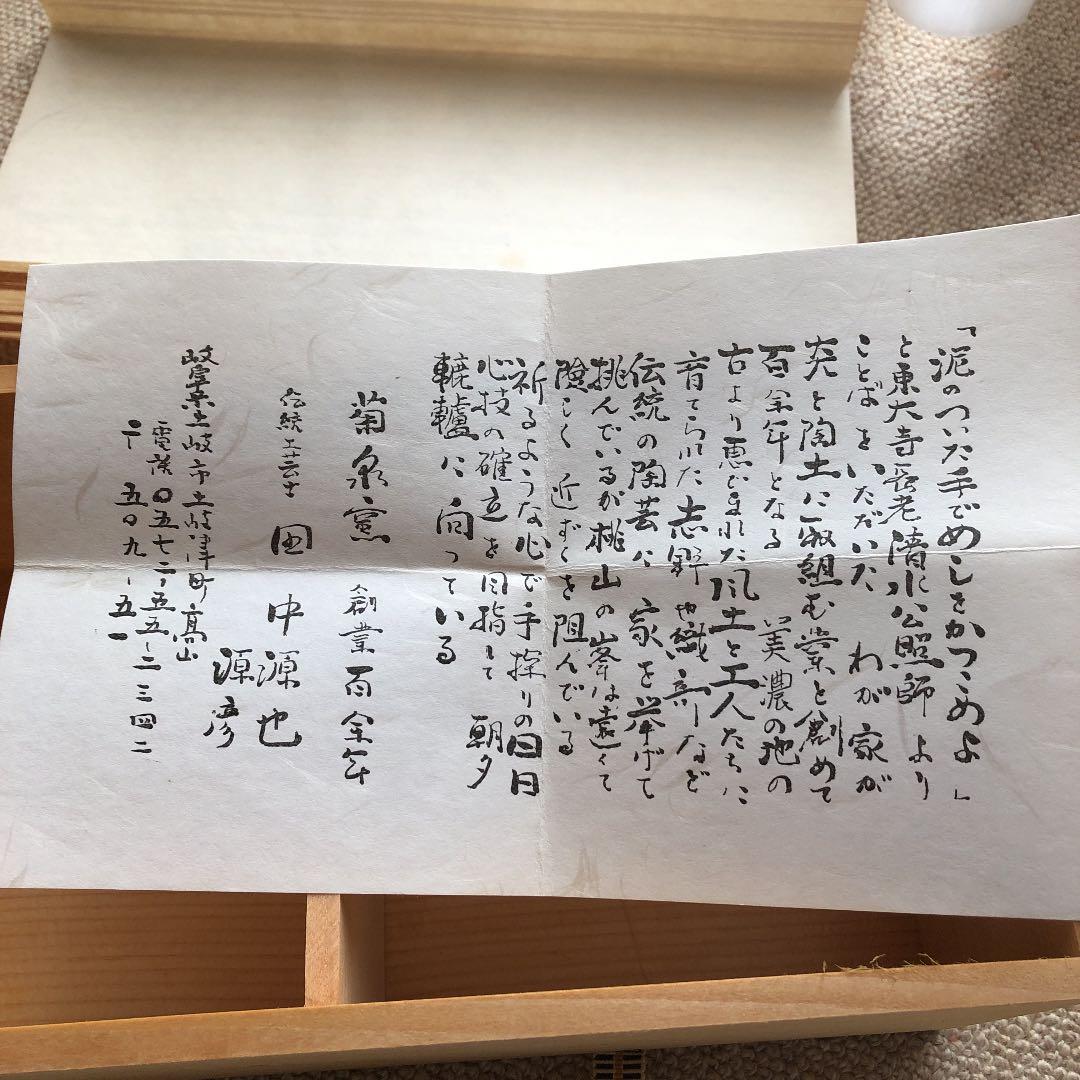 「泥のついた手でめしをかっこめよ」
と東大寺長老清水公照師より
ことばをいただいた　わが家が
炎と陶土に取組む業を創めて
百余年となる　美濃の地の
古より恵まれた風土と工人たちに
育てられた志野や織部など
伝統の陶芸に家を挙げて
挑んでいるが桃山の峯は遠くて
険しく近ずくを阻んでいる
祈るような心で手探りの日日
心技の確立を目指して　朝夕
轆轤に向っている
菊泉窯　創業百余年
伝統工芸士　田中源也
源彦
岐阜県土岐市土岐津町高山
電話〇五七二-五五-二三四二
〒五〇九-五一